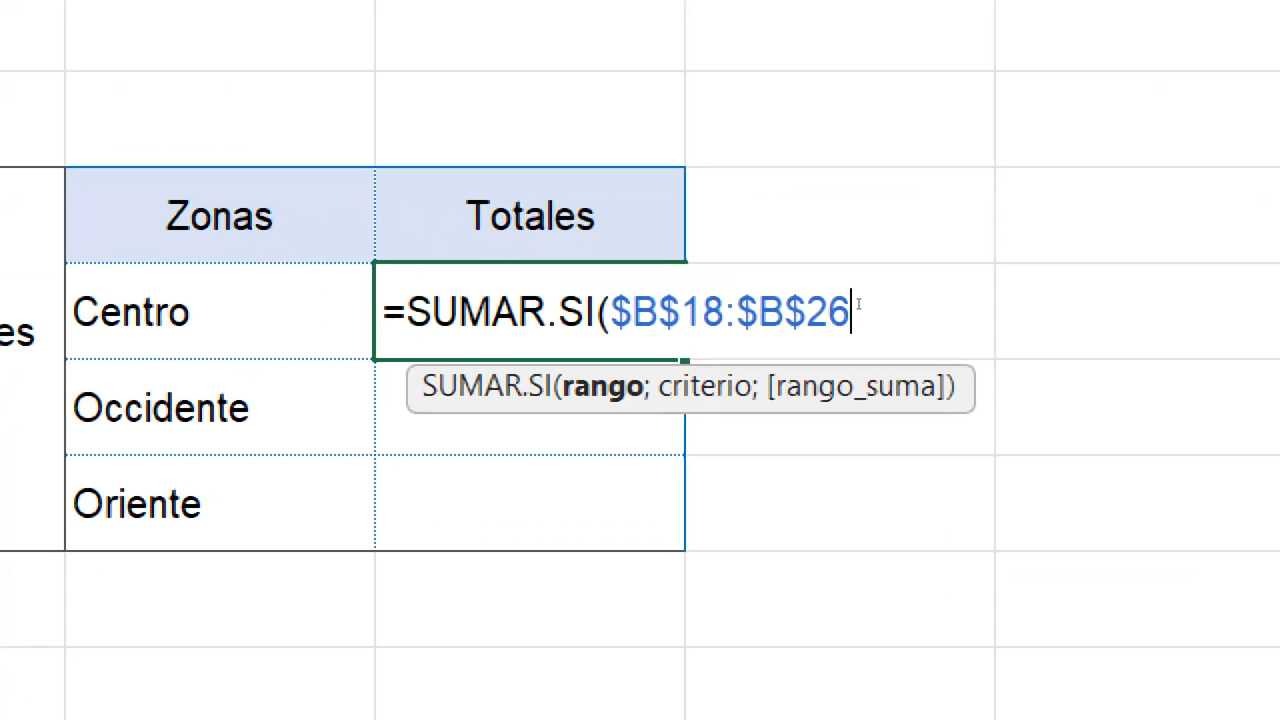 Zonas Totales
Centro =SUMAR.SI($B$18:$B$26
es
SUMAR.SI(rango; criterio; [rango_suma])
Occidente
Oriente